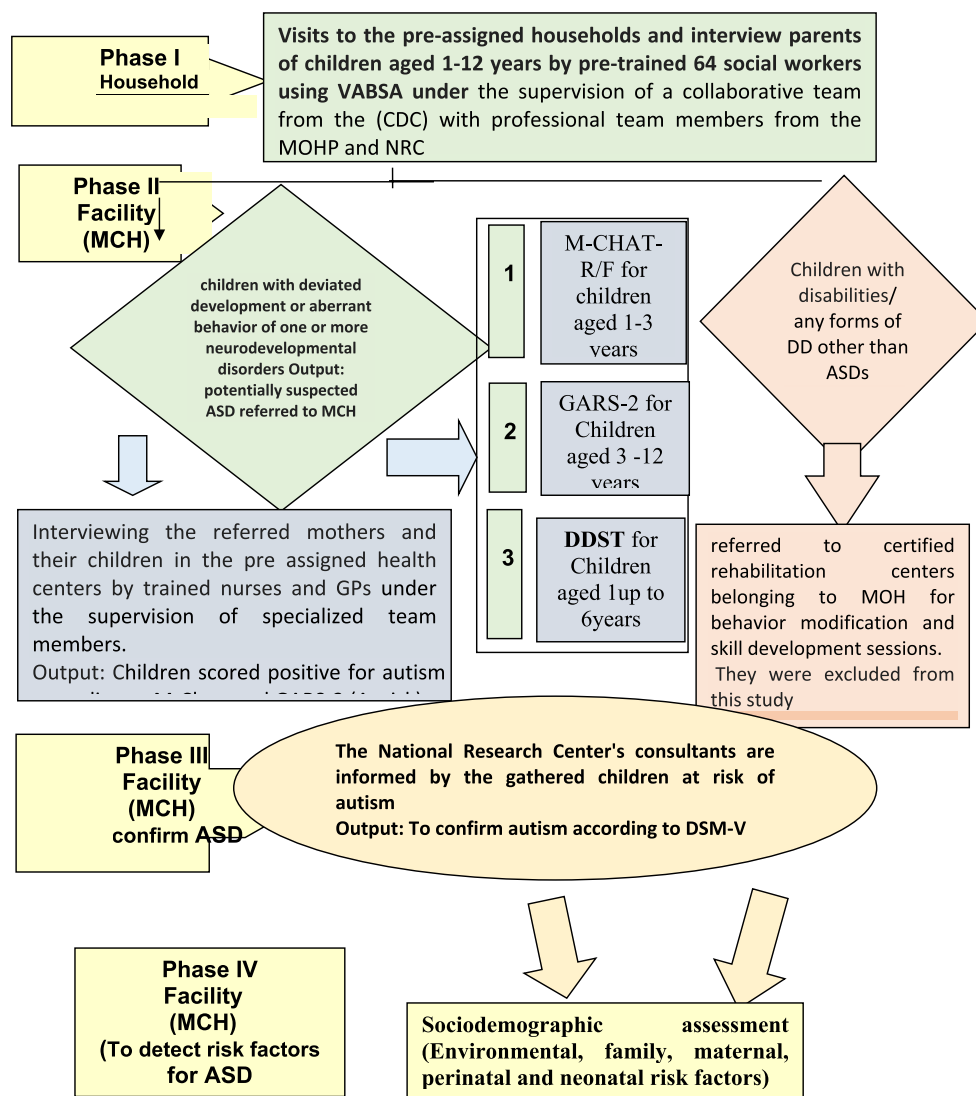 Phase I
Household
Visits to the pre-assigned households and interview parents
of children aged 1-12 years by pre-trained 64 social workers
using VABSA under the supervision of a collaborative team
from the (CDC) with professional team members from the
MOHP and NRC
Phase II
Facility
(MCH)
children with deviated
development or aberrant
behavior of one or more
neurodevelopmental
disorders Output:
potentially suspected
ASD referred to MCH
1
M-CHAT-
R/F for
children
aged 1-3
years
2
GARS-2 for
Children
aged 3 -12
years
3
DDST for
Children
aged 1up to
6years
Children with
disabilities/
any forms of
DD other than
ASDs
Interviewing the referred mothers and
their children in the pre assigned health
centers by trained nurses and GPs under
the supervision of specialized team
members.
Output: Children scored positive for autism
referred to certified
rehabilitation centers
belonging to MOH for
behavior modification and
skill development sessions.
They were excluded from
this study
Phase III
Facility
(MCH)
confirm ASD
The National Research Center's consultants are
informed by the gathered children at risk of
autism
Output: To confirm autism according to DSM-V
Phase IV
Facility
(MCH)
(To detect risk factors
for ASD
Sociodemographic assessment
(Environmental, family, maternal,
perinatal and neonatal risk factors)